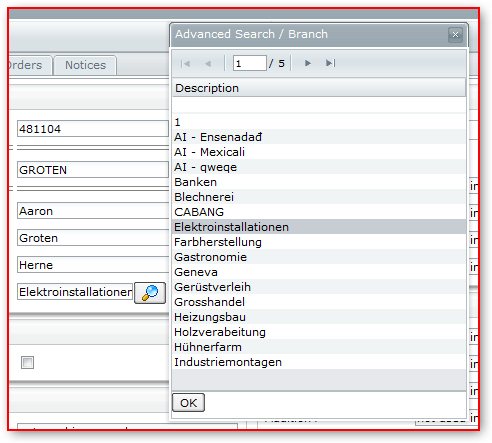 Advanced Search / Branch
Orders Notices
1 / 5
Description
481104
1
AI - Ensenadađ
GROTEN
AI - Mexicali
AI - qweqe
Banken
Blechnerei
Aaron
CABANG
Elektroinstallationen
Groten
Farbherstellung
Gastronomie
Herne
Geneva
Elektroinstallationen
Gerüstverleih
Grosshandel
Heizungsbau
Holzverabeitung
Hühnerfarm
Industriemontagen
OK